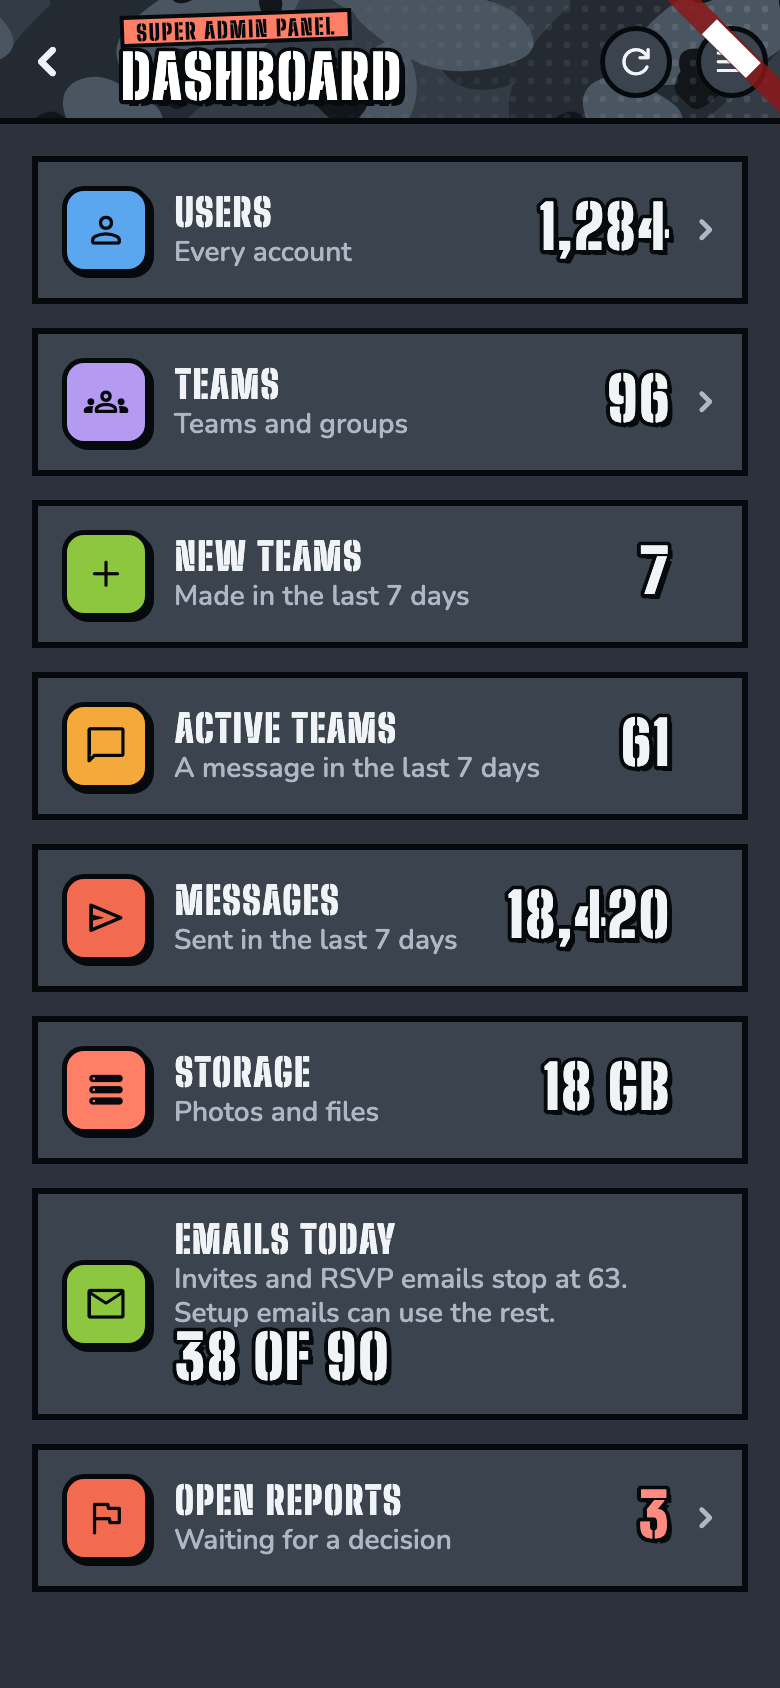 SUPER ADMIN PANEL
DASHBOARD
USERS
Every account
1,284
TEAMS
Teams and groups
96
NEW TEAMS
Made in the last 7 days
7
ACTIVE TEAMS
A message in the last 7 days
61
MESSAGES
Sent in the last 7 days
18,420
STORAGE
Photos and files
18 GB
EMAILS TODAY
Invites and RSVP emails stop at 63.
Setup emails can use the rest.
38 OF 90
OPEN REPORTS
Waiting for a decision
3